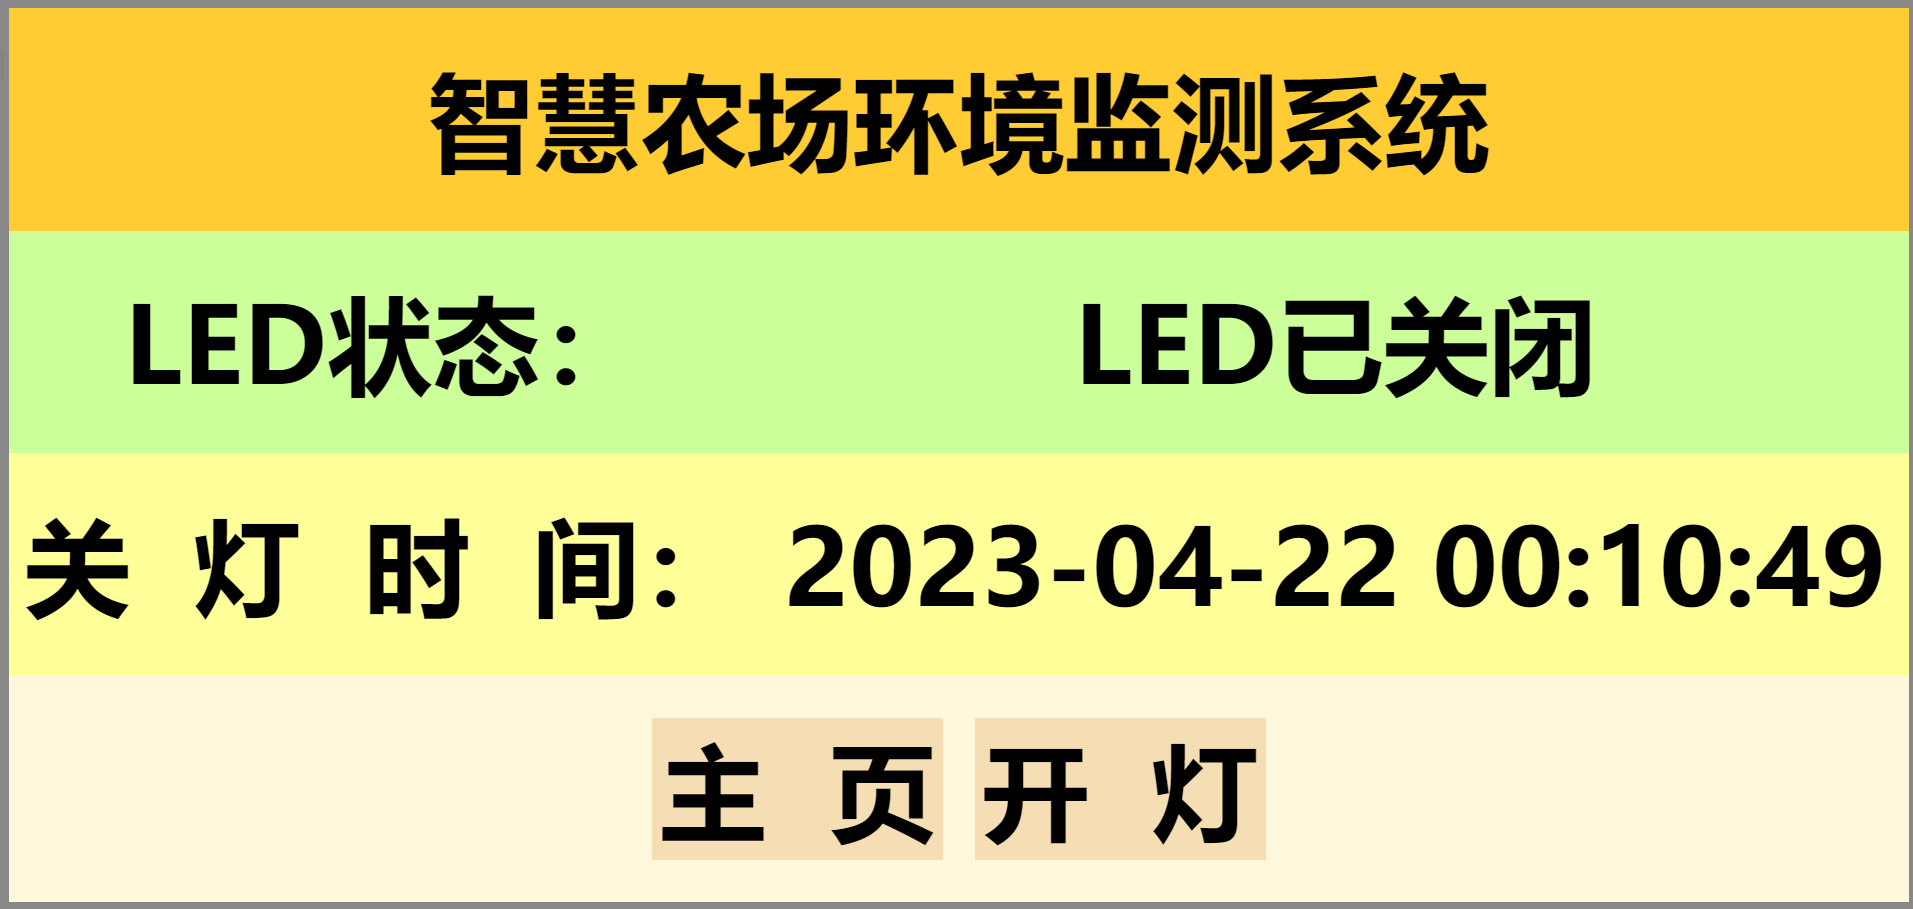 智慧农场环境监测系统
LED状态： LED已关闭
关 灯 时 间： 2023-04-22 00:10:49
主 页 开 灯